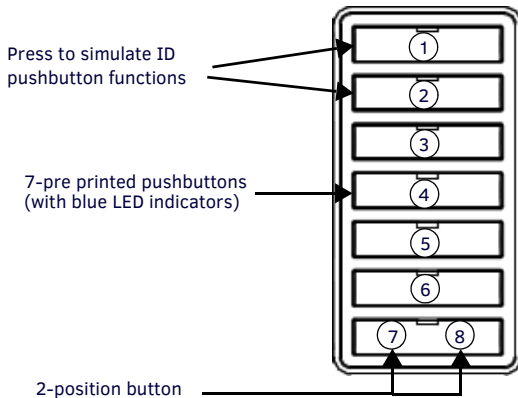 Press to simulate ID
pushbutton functions
1
2
3
7-pre printed pushbuttons
(with blue LED indicators)
4
5
6
7 8
2-position button